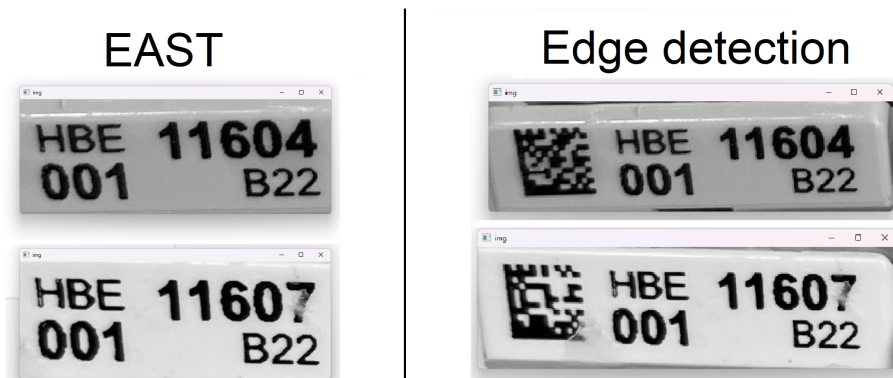 EAST
img
HBE 11604
001 B22
img
HBE 11607
001 B22
Edge detection
img
HBE 11604
001 B22
img
HBE 11607
001 B22